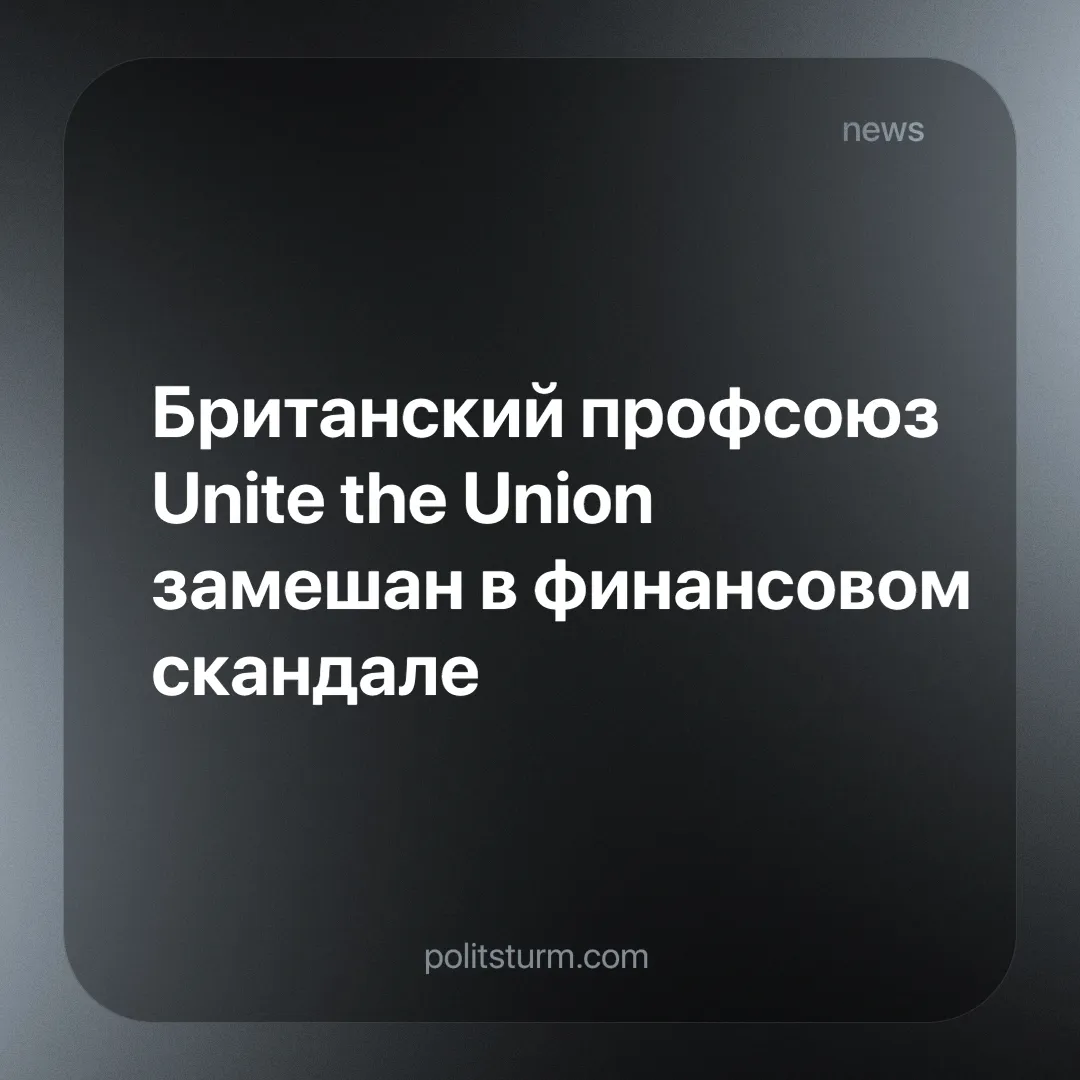 news
Британский профсоюз
Unite the Union
замешан в финансовом
скандале
politsturm.com